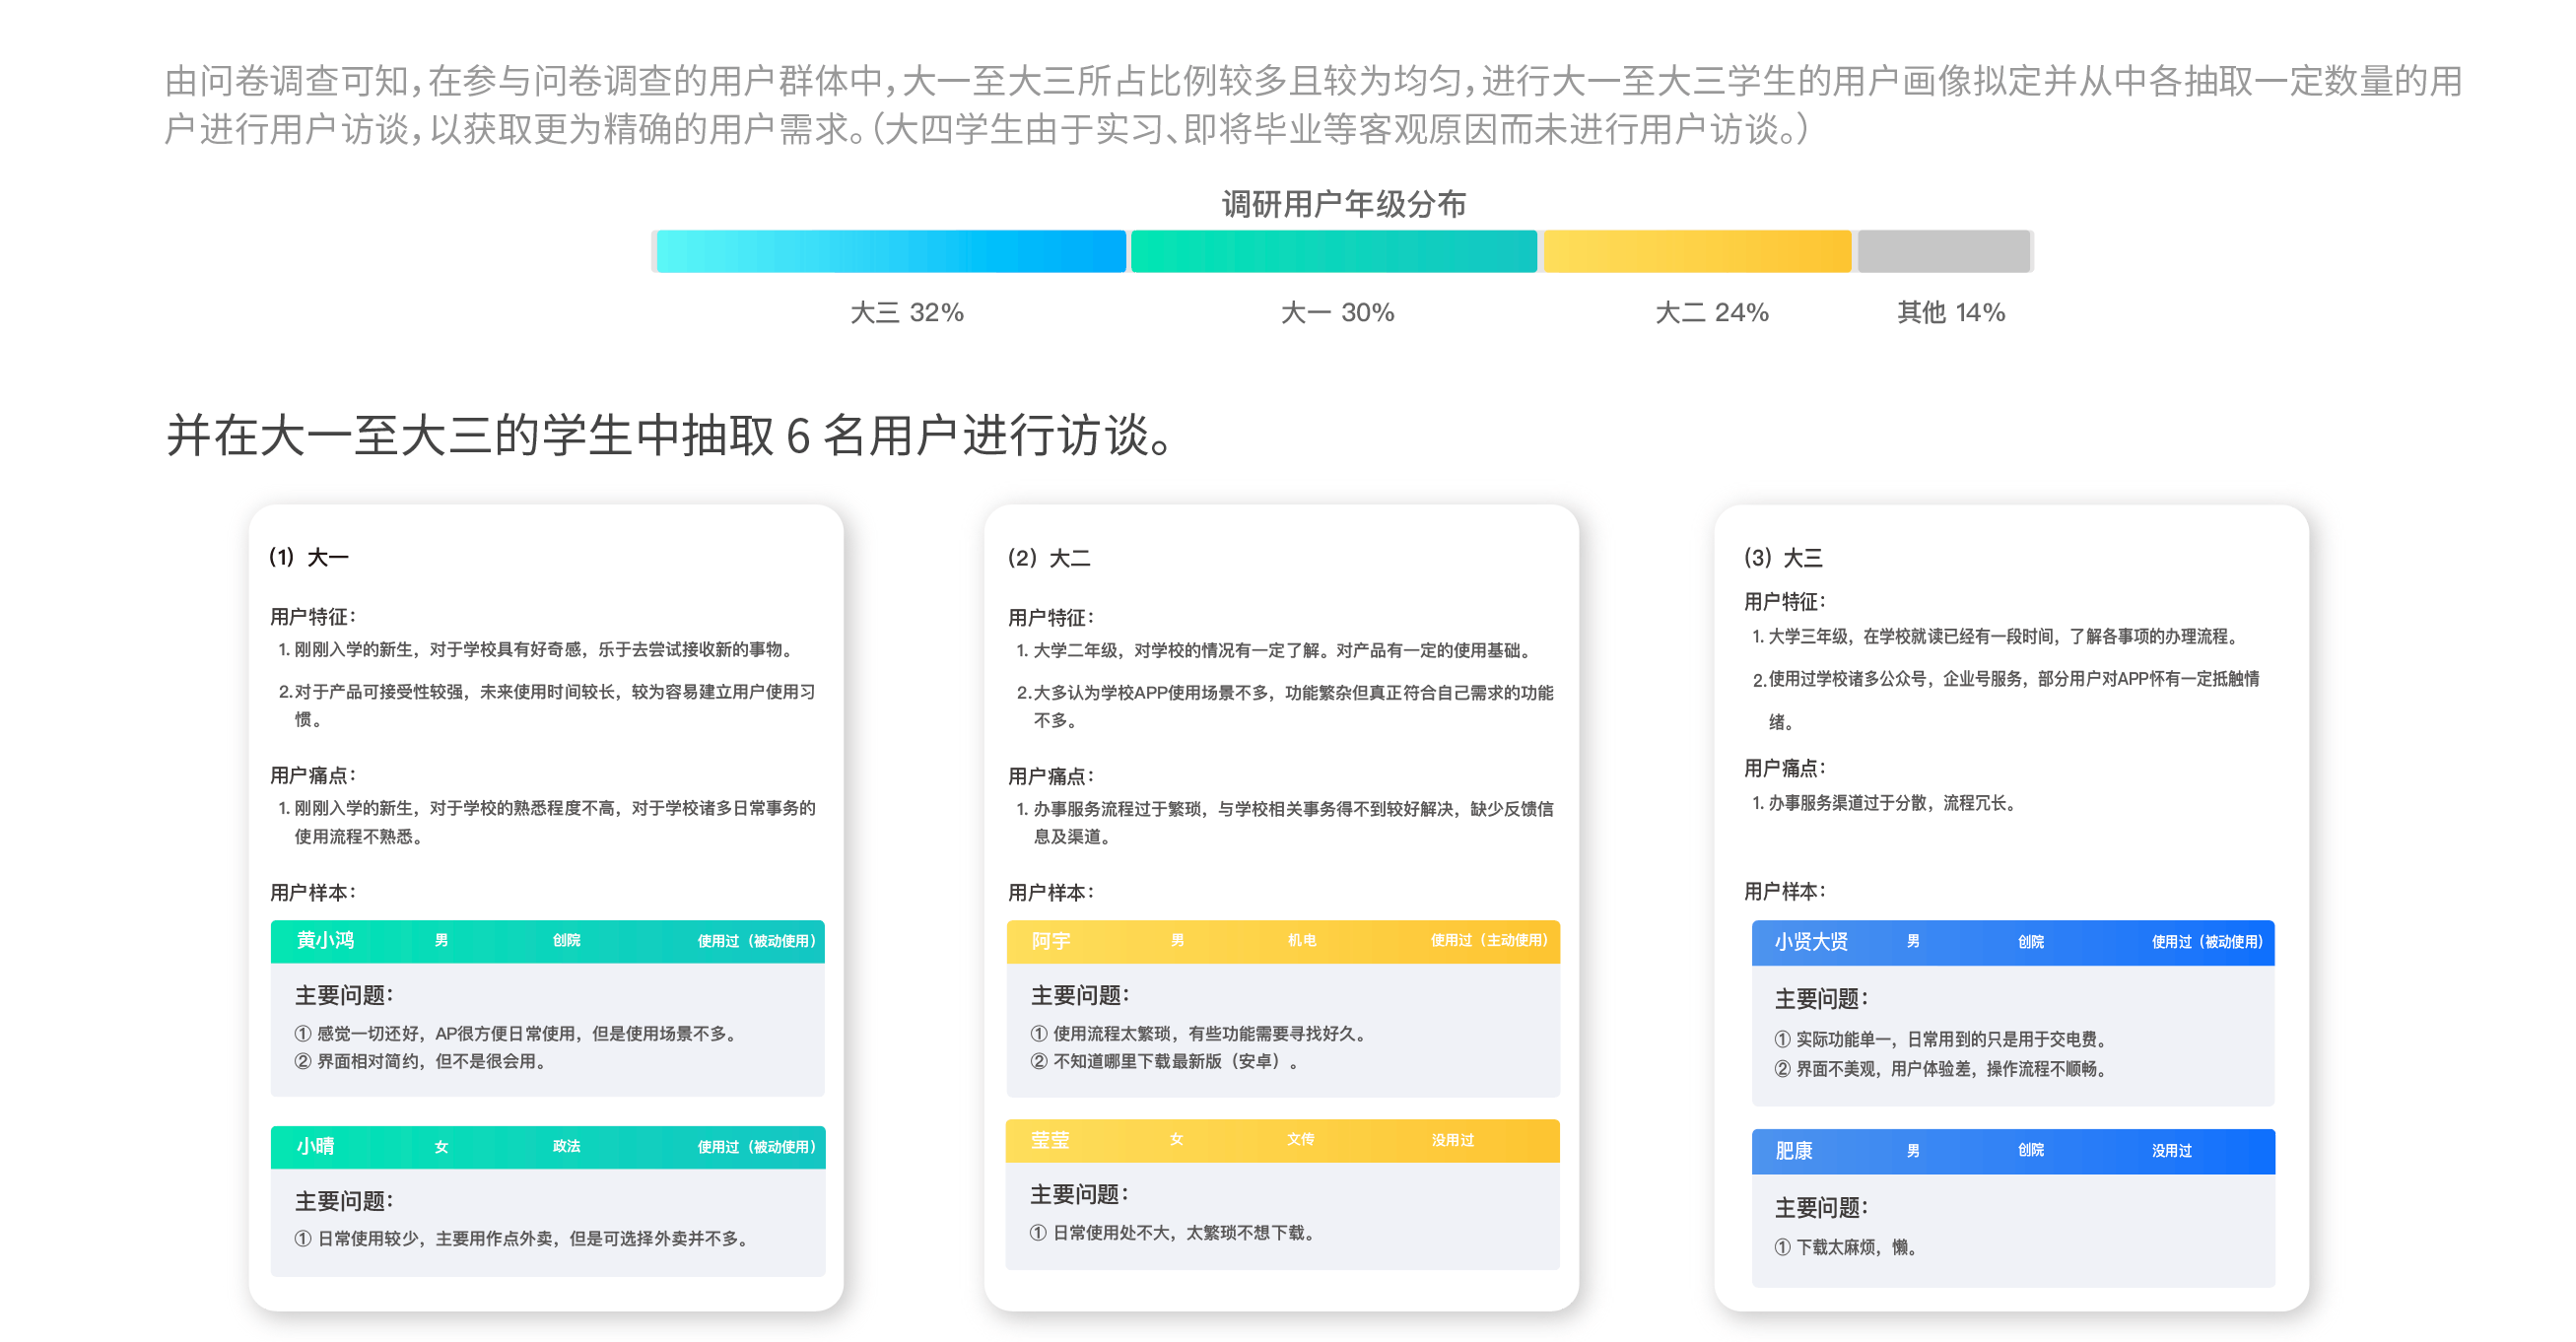 由问卷调查可知，在参与问卷调查的用户群体中，大一至大三所占比例较多且较为均匀，进行大一至大三学生的用户画像拟定并从中各抽取一定数量的用
户进行用户访谈，以获取更为精确的用户需求。（大四学生由于实习、即将毕业等客观原因而未进行用户访谈。）
调研用户年级分布
大三 32%
大一 30%
大二 24%
其他 14%
并在大一至大三的学生中抽取 6 名用户进行访谈。
（1）大一
用户特征：
1. 刚刚入学的新生，对于学校具有好奇感，乐于去尝试接收新的事物。
2. 对于产品可接受性较强，未来使用时间较长，较为容易建立用户使用习
惯。
用户痛点：
1. 刚刚入学的新生，对于学校的熟悉程度不高，对于学校诸多日常事务的
使用流程不熟悉。
用户样本：
黄小鸿 男 创院 使用过（被动使用）
主要问题：
① 感觉一切还好，AP很方便日常使用，但是使用场景不多。
② 界面相对简约，但不是很会用。
小晴 女 政法 使用过（被动使用）
主要问题：
① 日常使用较少，主要用作点外卖，但是可选择外卖并不多。
（2）大二
用户特征：
1. 大学二年级，对学校的情况有一定了解。对产品有一定的使用基础。
2. 大多认为学校APP使用场景不多，功能繁杂但真正符合自己需求的功能
不多。
用户痛点：
1. 办事服务流程过于繁琐，与学校相关事务得不到较好解决，缺少反馈信
息及渠道。
用户样本：
阿宇 男 机电 使用过（主动使用）
主要问题：
① 使用流程太繁琐，有些功能需要寻找好久。
② 不知道哪里下载最新版（安卓）。
莹莹 女 文传 没用过
主要问题：
① 日常使用处不大，太繁琐不想下载。
（3）大三
用户特征：
1. 大学三年级，在学校就读已经有一段时间，了解各事项的办理流程。
2. 使用过学校诸多公众号，企业号服务，部分用户对APP怀有一定抵触情
绪。
用户痛点：
1. 办事服务渠道过于分散，流程冗长。
用户样本：
小贤大贤 男 创院 使用过（被动使用）
主要问题：
① 实际功能单一，日常用到的只是用于交电费。
② 界面不美观，用户体验差，操作流程不顺畅。
肥康 男 创院 没用过
主要问题：
① 下载太麻烦，懒。